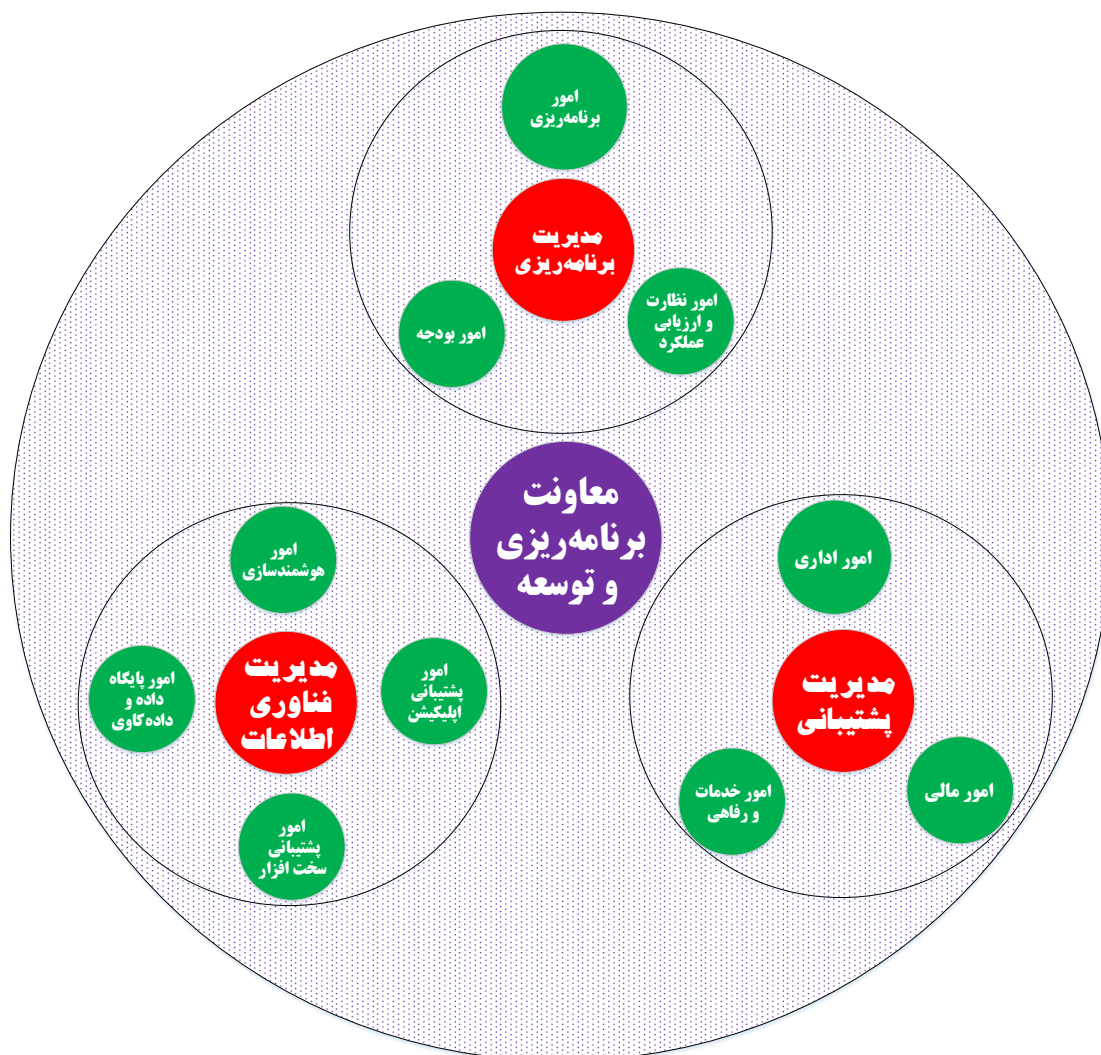 امور
برنامه‌ریزی
مدیریت
برنامه‌ریزی
امور نظارت
و ارزیابی
عملکرد
امور بودجه
معاونت
برنامه‌ریزی
و توسعه
امور اداری
مدیریت
پشتیبانی
امور مالی
امور خدمات
و رفاهی
امور
هوشمندسازی
امور
پشتیبانی
اپلیکیشن
مدیریت
فناوری
اطلاعات
امور پایگاه
داده و
داده‌کاوی
امور
پشتیبانی
سخت افزار